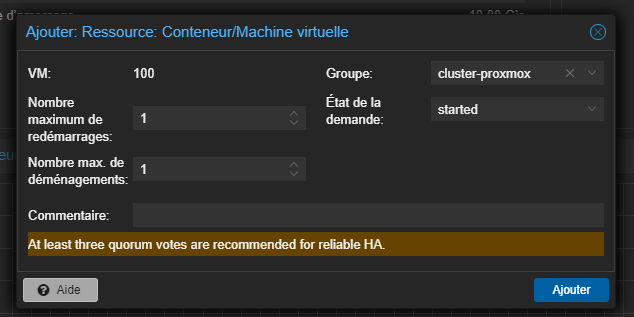 Ajouter: Ressource: Conteneur/Machine virtuelle
VM: 100 Groupe: cluster-proxmox
Nombre maximum de redémarrages: 1 État de la demande: started
Nombre max. de déménagements: 1
Commentaire:
At least three quorum votes are recommended for reliable HA.
Aide Ajouter